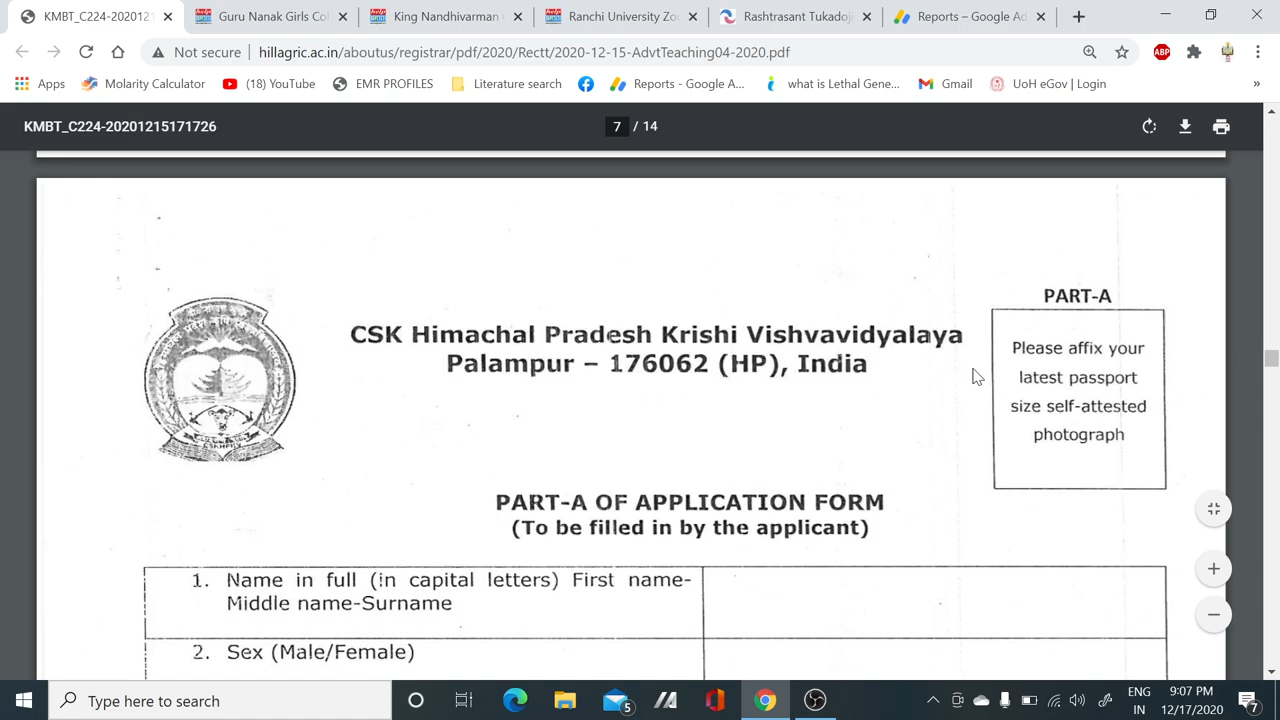 KMBT_C224-2020121
Guru Nanak Girls Col
King Nandhivarman C
Ranchi University Zoo
Rashtrasant Tukadoji
Reports – Google Ad
Not secure
hillagric.ac.in/aboutus/registrar/pdf/2020/Rectt/2020-12-15-AdvtTeaching04-2020.pdf
ABP
Apps
Molarity Calculator
(18) YouTube
EMR PROFILES
Literature search
Reports - Google A...
what is Lethal Gene...
Gmail
UoH eGov | Login
»
KMBT_C224-20201215171726
7 / 14
PART-A
CSK Himachal Pradesh Krishi Vishvavidyalaya
Palampur – 176062 (HP), India
Please affix your
latest passport
size self-attested
photograph
PART-A OF APPLICATION FORM
(To be filled in by the applicant)
1. Name in full (in capital letters) First name-
Middle name-Surname
2. Sex (Male/Female)
Type here to search
5
ENG
IN
9:07 PM
12/17/2020
7